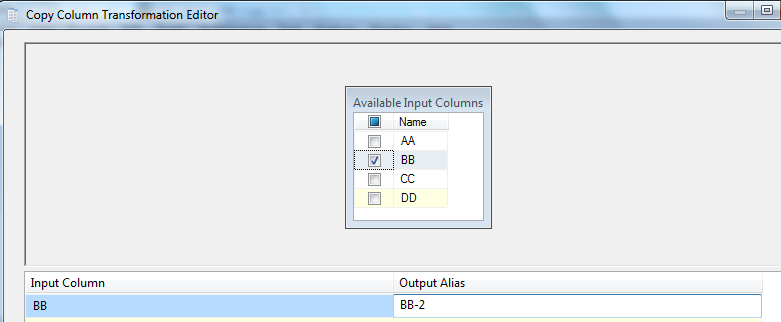 Copy Column Transformation Editor
Available Input Columns
Name
AA
BB
CC
DD
Input Column Output Alias
BB BB-2